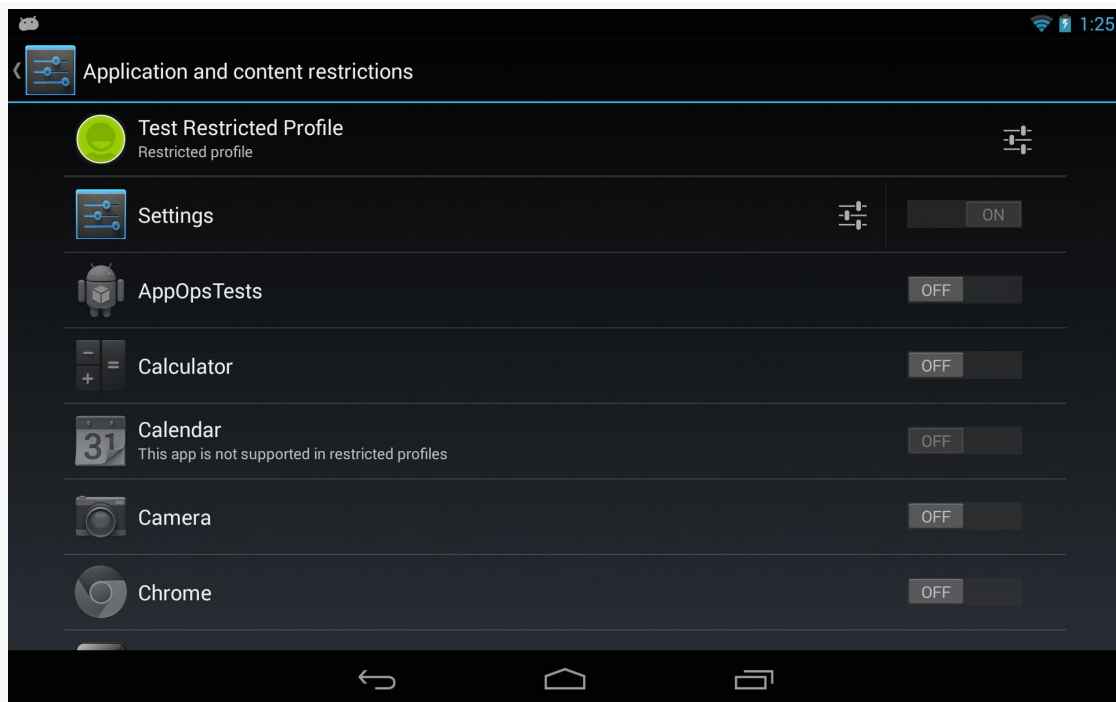 1:25
Application and content restrictions
Test Restricted Profile
Restricted profile
Settings
ON
AppOpsTests
OFF
Calculator
OFF
31
Calendar
This app is not supported in restricted profiles
OFF
Camera
OFF
Chrome
OFF